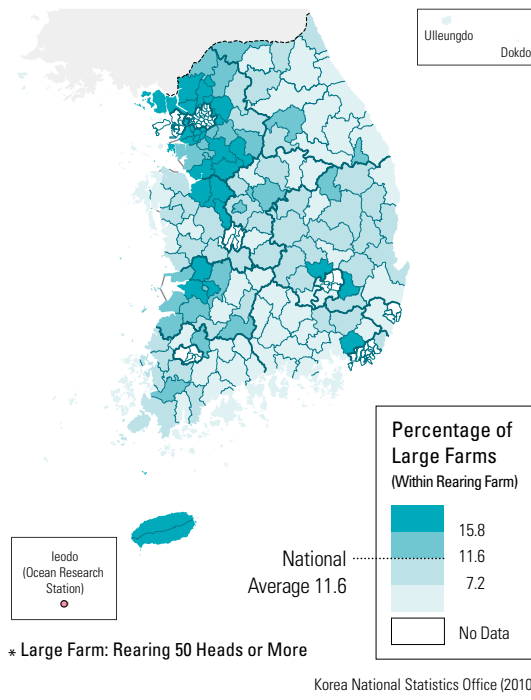 Ulleungdo
Dokdo
Percentage of
Large Farms
(Within Rearing Farm)
15.8
11.6
7.2
No Data
National
Average 11.6
Ieodo
(Ocean Research
Station)
* Large Farm: Rearing 50 Heads or More
Korea National Statistics Office (2010